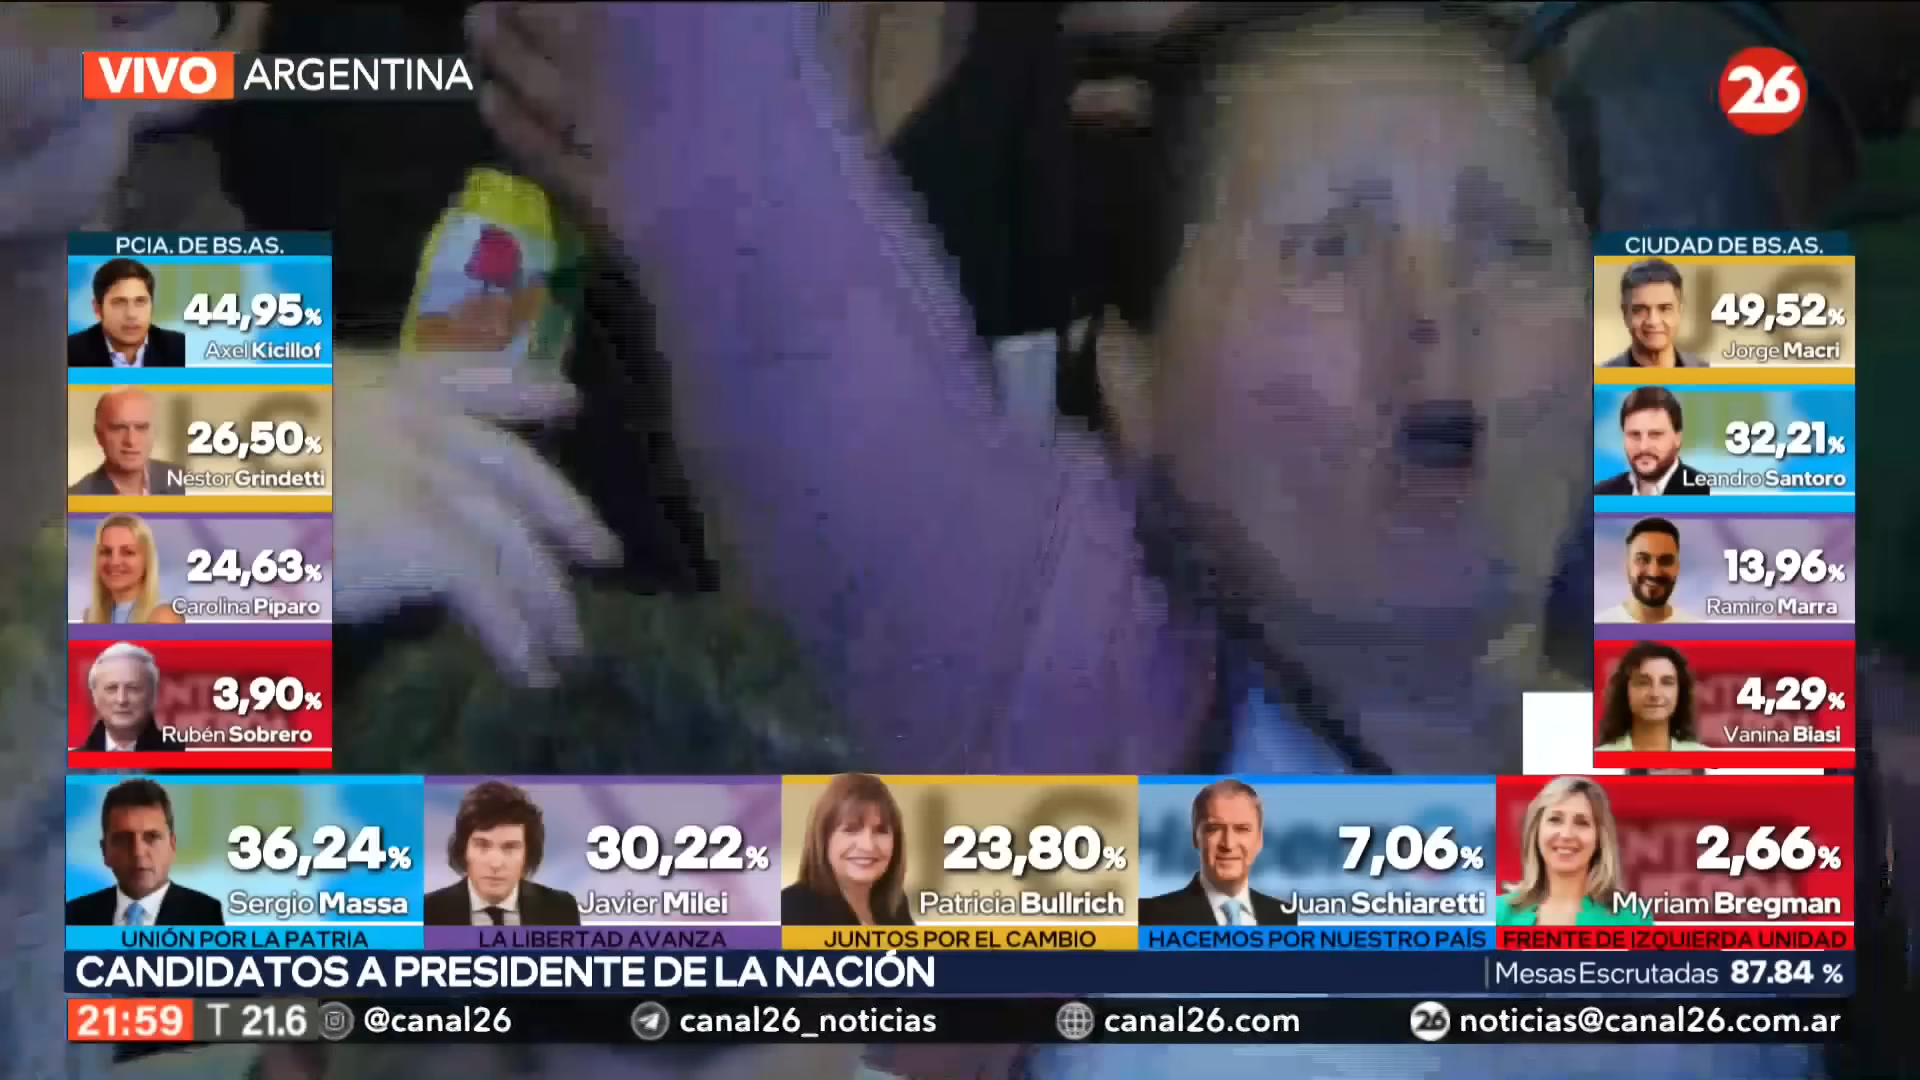 VIVO ARGENTINA
26
PCIA. DE BS.AS.
44,95%
Axel Kicillof
26,50%
Néstor Grindetti
24,63%
Carolina Píparo
3,90%
Rubén Sobrero
CIUDAD DE BS.AS.
49,52%
Jorge Macri
32,21%
Leandro Santoro
13,96%
Ramiro Marra
4,29%
Vanina Biasi
36,24%
Sergio Massa
UNIÓN POR LA PATRIA
30,22%
Javier Milei
LA LIBERTAD AVANZA
23,80%
Patricia Bullrich
JUNTOS POR EL CAMBIO
7,06%
Juan Schiaretti
HACEMOS POR NUESTRO PAÍS
2,66%
Myriam Bregman
FRENTE DE IZQUIERDA UNIDAD
CANDIDATOS A PRESIDENTE DE LA NACIÓN
Mesas Escrutadas 87.84 %
21:59 T 21.6 @canal26 canal26_noticias canal26.com 26 noticias@canal26.com.ar